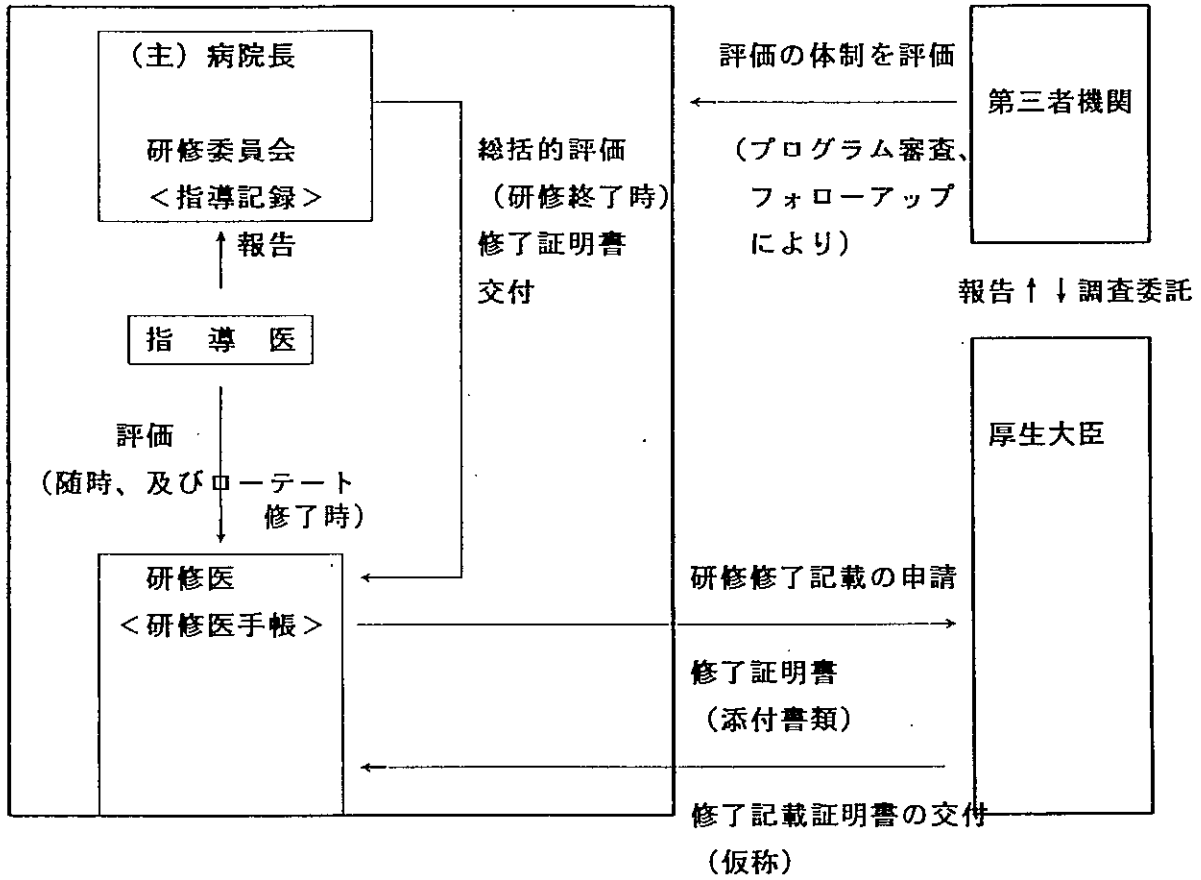 (主)病院長
研修委員会
<指導記録>
報告
指導医
評価
(随時、及びローテート
修了時)
研修医
<研修医手帳>
総括的評価
(研修終了時)
修了証明書
交付
評価の体制を評価
(プログラム審査、
フォローアップ
により)
第三者機関
報告↑↓調査委託
厚生大臣
研修修了記載の申請
修了証明書
(添付書類)
修了記載証明書の交付
(仮称)